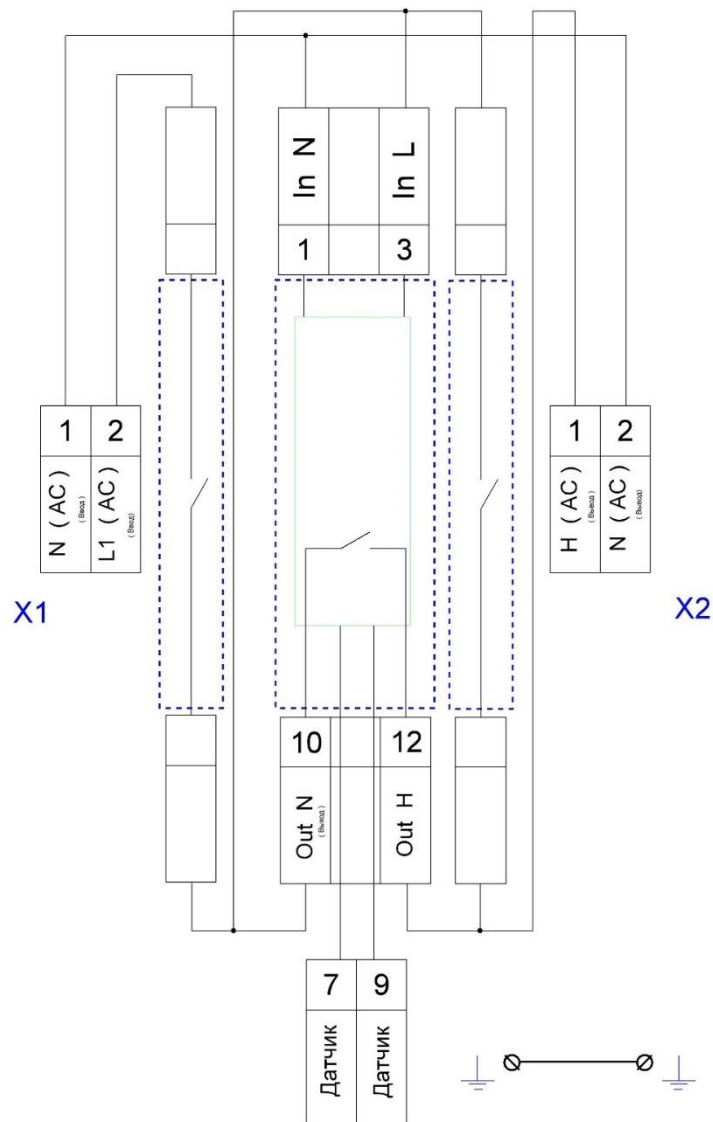 In N
In L
1
3
1
2
N ( AC )
( Ввод )
L1 ( AC )
( Ввод)
1
2
H ( AC )
( Вывод )
N ( AC )
( Вывод)
X1
X2
10
12
Out N
( Выход )
Out H
7
9
Датчик
Датчик